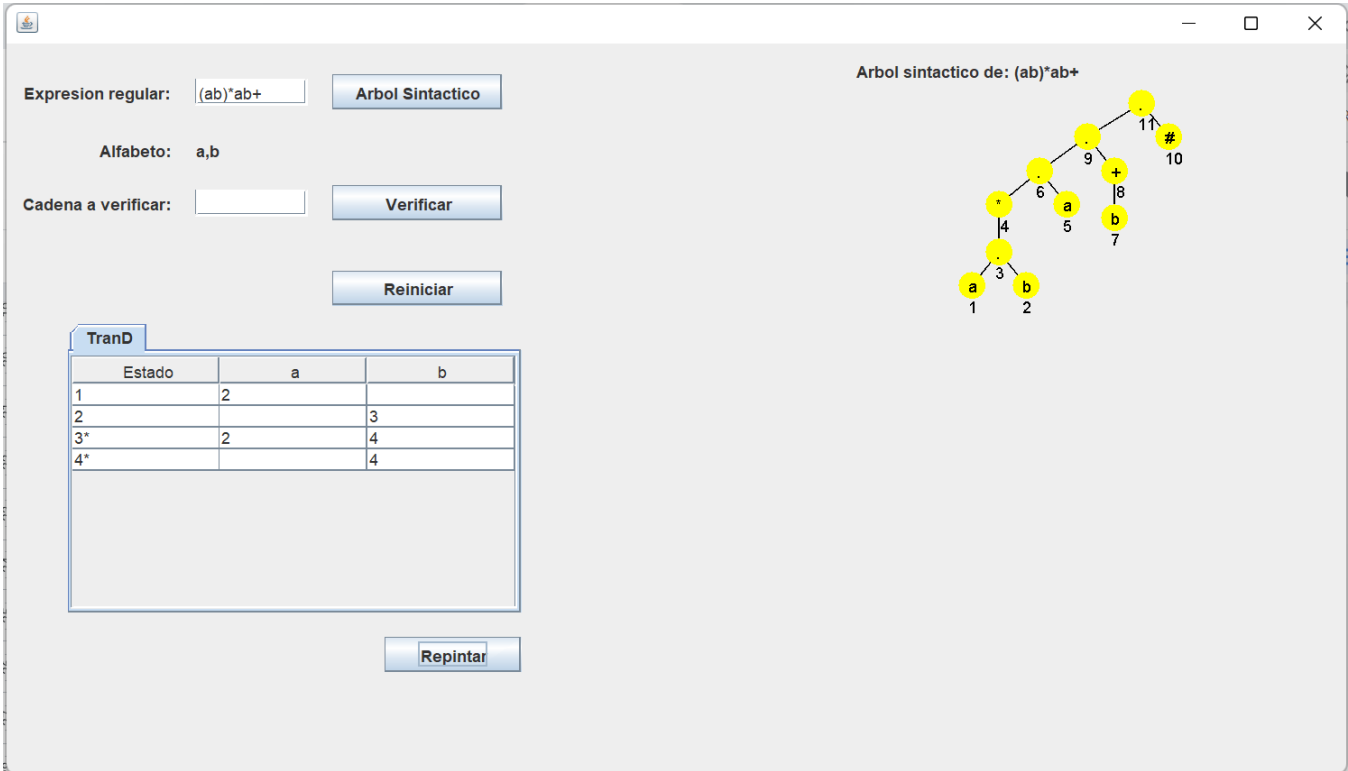 Expresion regular: (ab)*ab+ Arbol Sintactico
Alfabeto: a,b
Cadena a verificar: Verificar
Reiniciar
TranD
Estado a b
1 2
2 3
3* 2 4
4* 4
Repintar
Arbol sintactico de: (ab)*ab+
.
11
. #
9 10
. +
6 8
* a b
4 5 7
.
3
a b
1 2